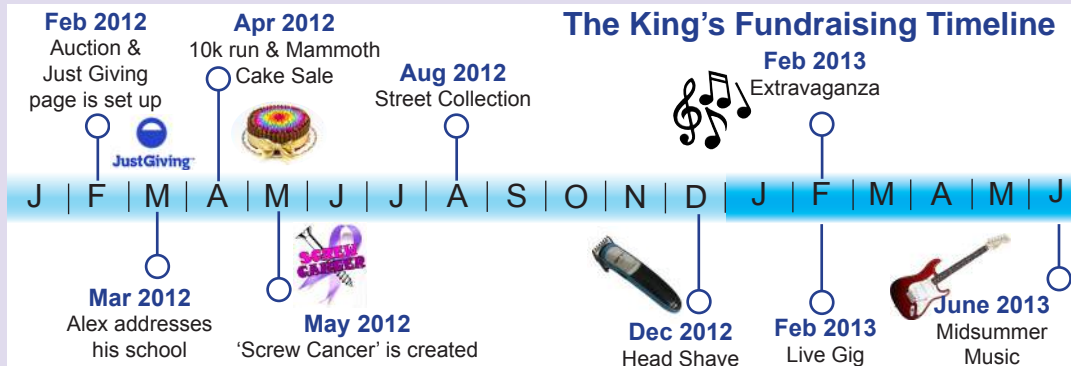 The King's Fundraising Timeline
Feb 2012
Auction &
Just Giving
page is set up
JustGiving™
Apr 2012
10k run & Mammoth
Cake Sale
Aug 2012
Street Collection
Feb 2013
Extravaganza
J | F | M | A | M | J | J | A | S | O | N | D | J | F | M | A | M | J
Mar 2012
Alex addresses
his school
SCREW
CANCER
May 2012
'Screw Cancer' is created
Dec 2012
Head Shave
Feb 2013
Live Gig
June 2013
Midsummer
Music